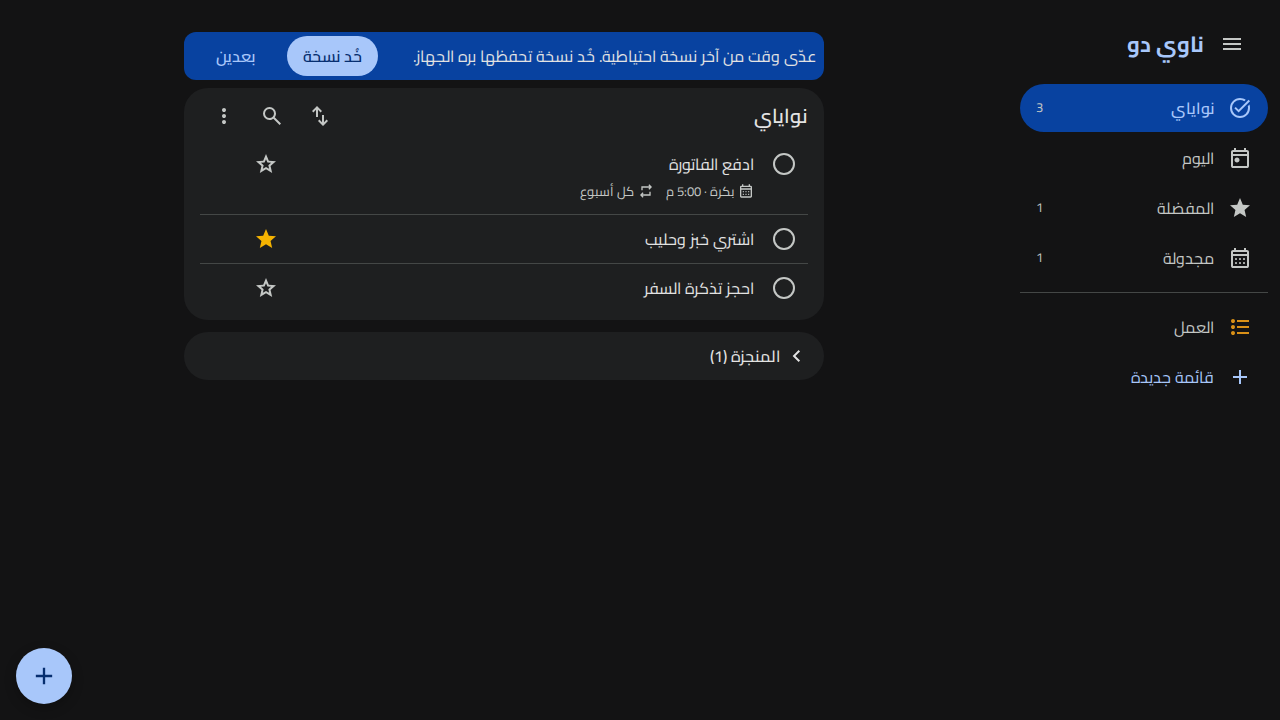 ناوي دو
نواياي 3
اليوم
المفضلة 1
مجدولة 1
العمل
قائمة جديدة
عدّى وقت من آخر نسخة احتياطية. خُد نسخة تحفظها بره الجهاز.
خُد نسخة
بعدين
نواياي
ادفع الفاتورة
بكرة · 5:00 م كل أسبوع
اشتري خبز وحليب
احجز تذكرة السفر
المنجزة (1)